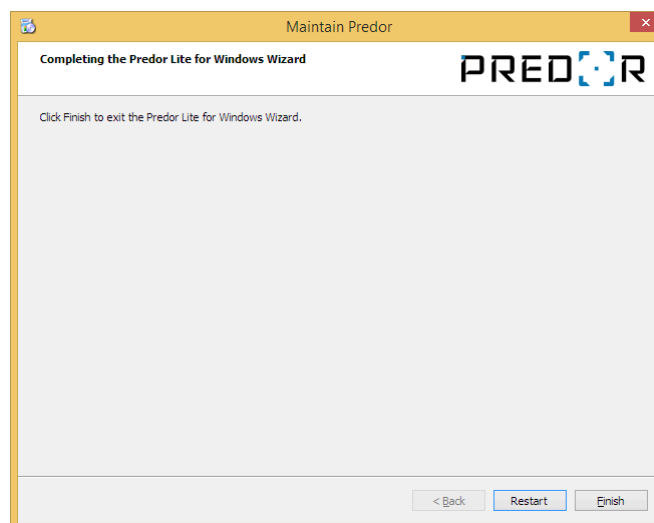 Maintain Predor
Completing the Predor Lite for Windows Wizard
PREDOR
Click Finish to exit the Predor Lite for Windows Wizard.
< Back Restart Finish